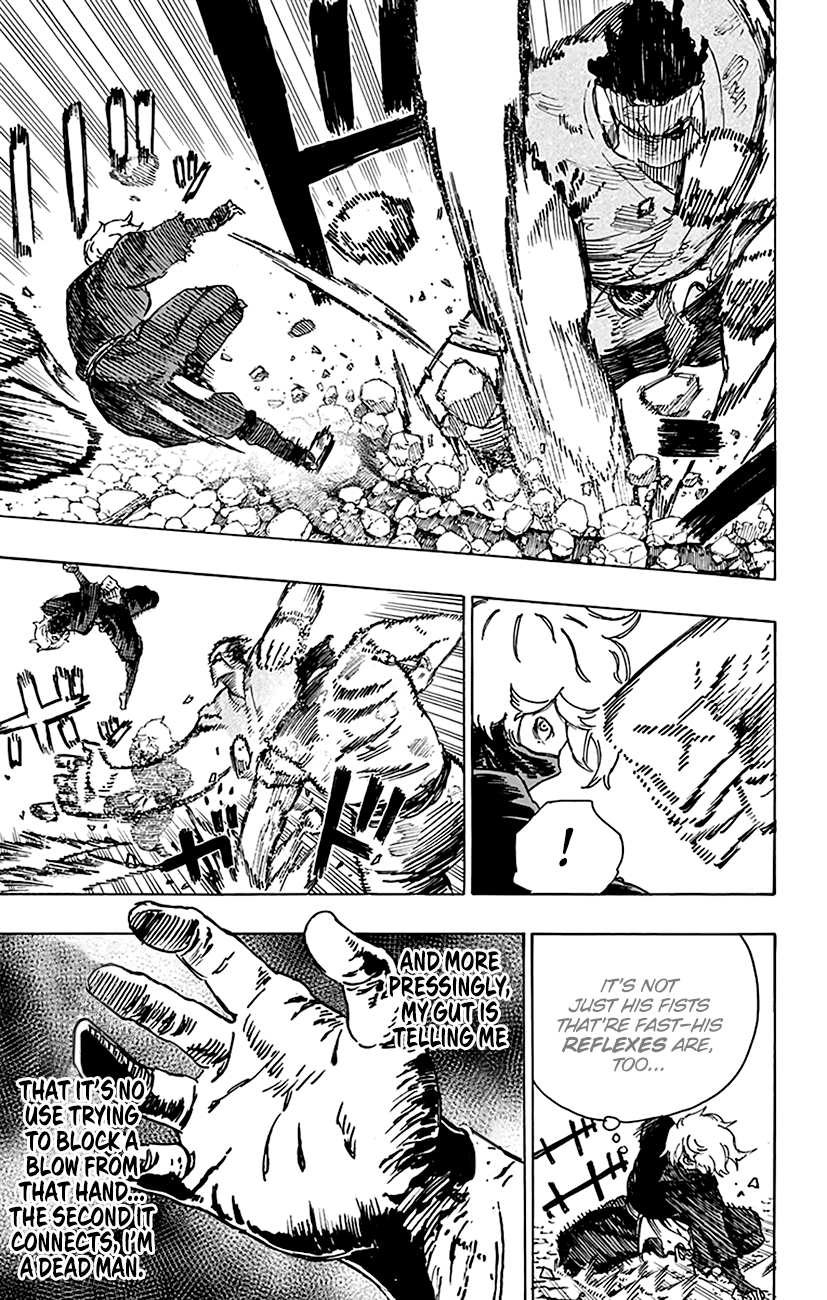 !
IT'S NOT
JUST HIS FISTS
THAT'RE FAST–HIS
REFLEXES ARE,
TOO...
AND MORE
PRESSINGLY,
MY GUT IS
TELLING ME
THAT IT'S NO
USE TRYING
TO BLOCK A
BLOW FROM
THAT HAND...
THE SECOND IT
CONNECTS, I'M
A DEAD MAN.